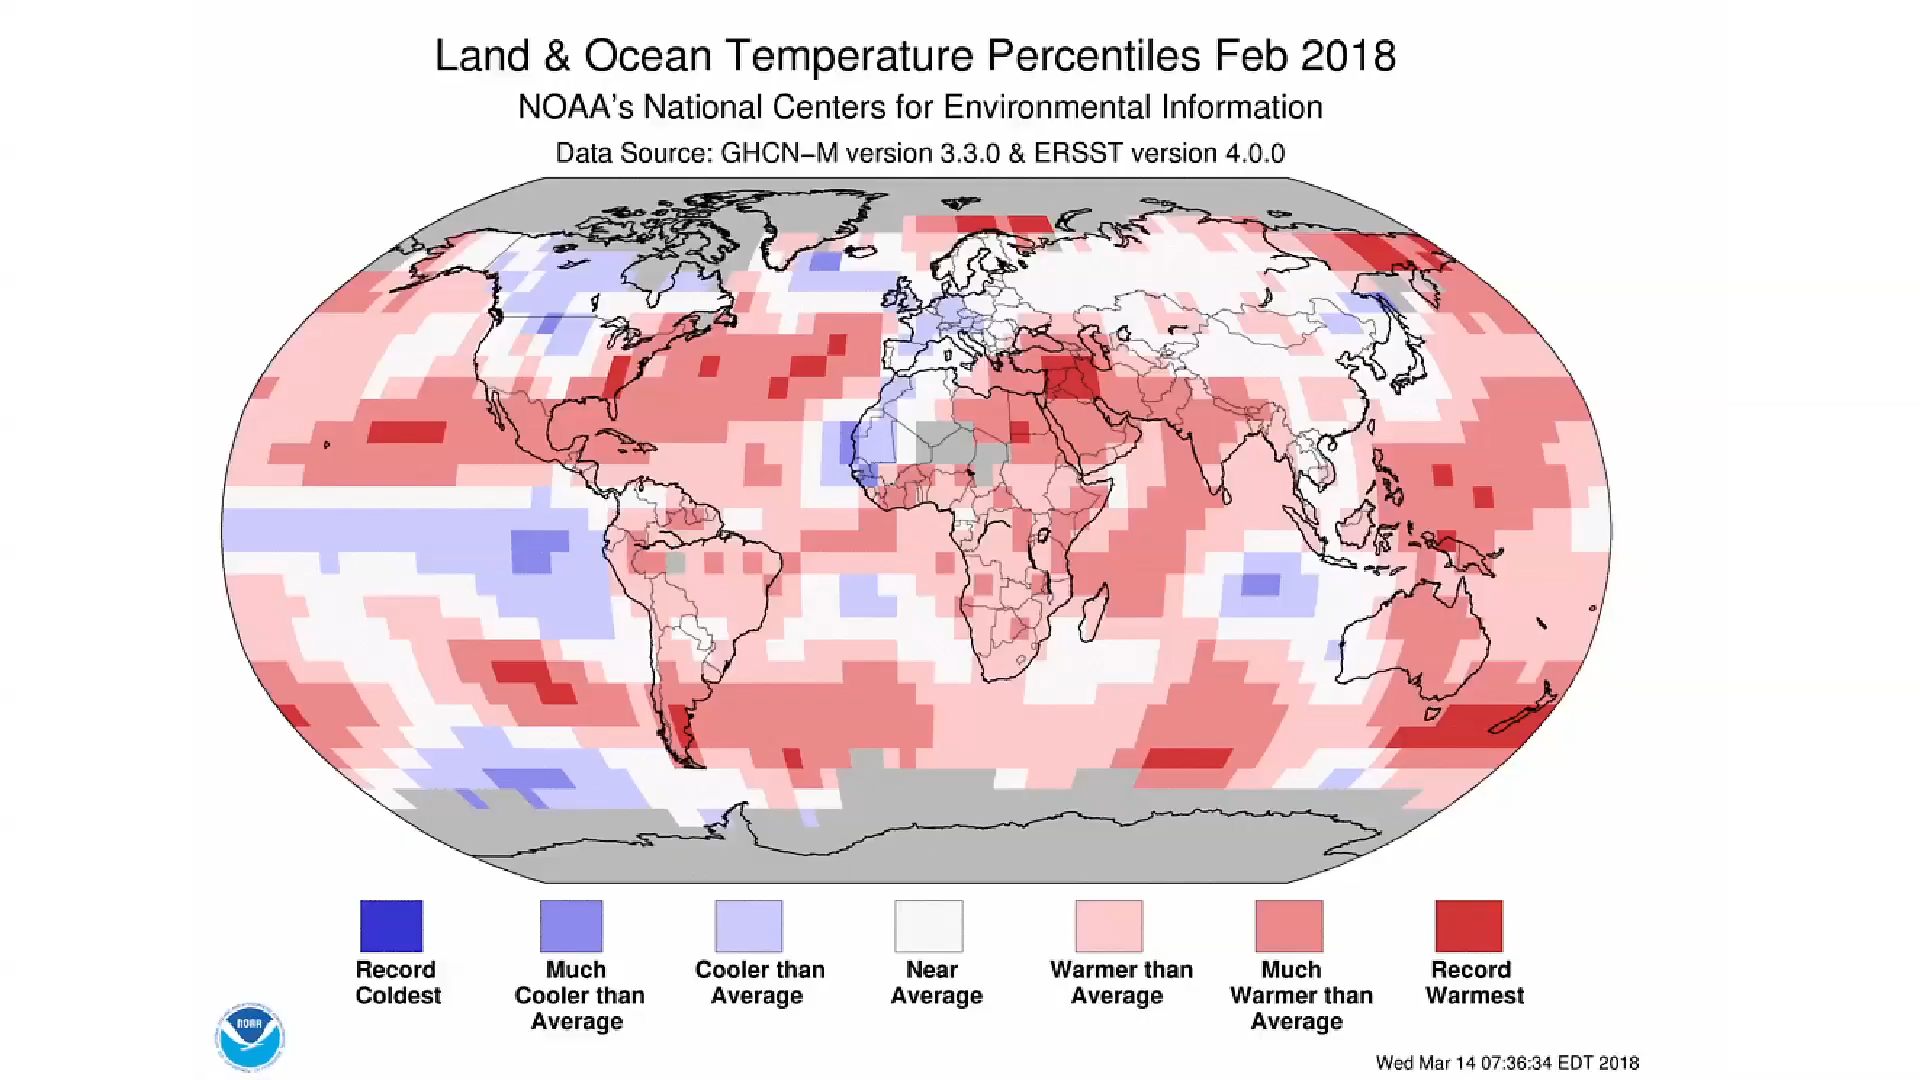 Land & Ocean Temperature Percentiles Feb 2018
NOAA's National Centers for Environmental Information
Data Source: GHCN–M version 3.3.0 & ERSST version 4.0.0
Record
Coldest
Much
Cooler than
Average
Cooler than
Average
Near
Average
Warmer than
Average
Much
Warmer than
Average
Record
Warmest
NOAA
Wed Mar 14 07:36:34 EDT 2018